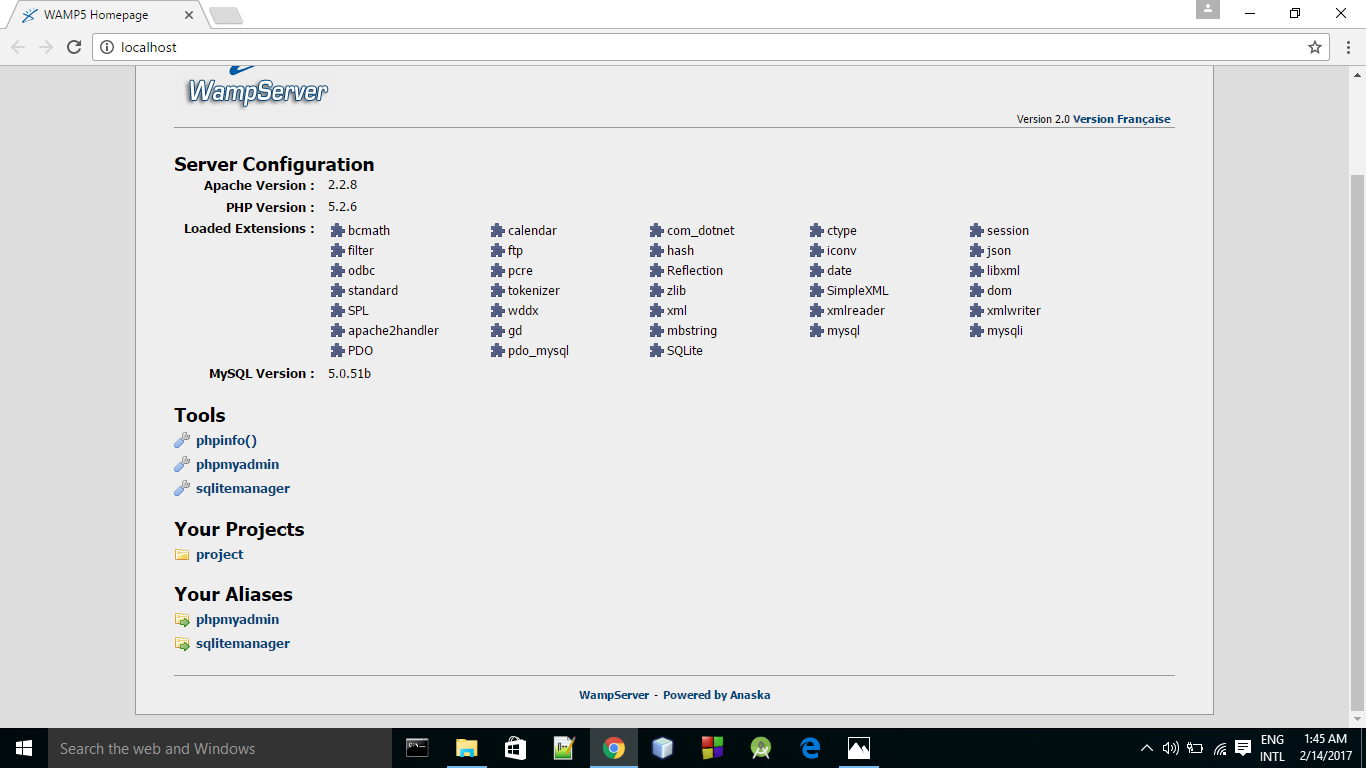 WAMP5 Homepage
localhost
WampServer
Version 2.0 Version Française
Server Configuration
Apache Version : 2.2.8
PHP Version : 5.2.6
Loaded Extensions : bcmath calendar com_dotnet ctype session
filter ftp hash iconv json
odbc pcre Reflection date libxml
standard tokenizer zlib SimpleXML dom
SPL wddx xml xmlreader xmlwriter
apache2handler gd mbstring mysql mysqli
PDO pdo_mysql SQLite
MySQL Version : 5.0.51b
Tools
phpinfo()
phpmyadmin
sqlitemanager
Your Projects
project
Your Aliases
phpmyadmin
sqlitemanager
WampServer - Powered by Anaska
Search the web and Windows
ENG 1:45 AM
INTL 2/14/2017